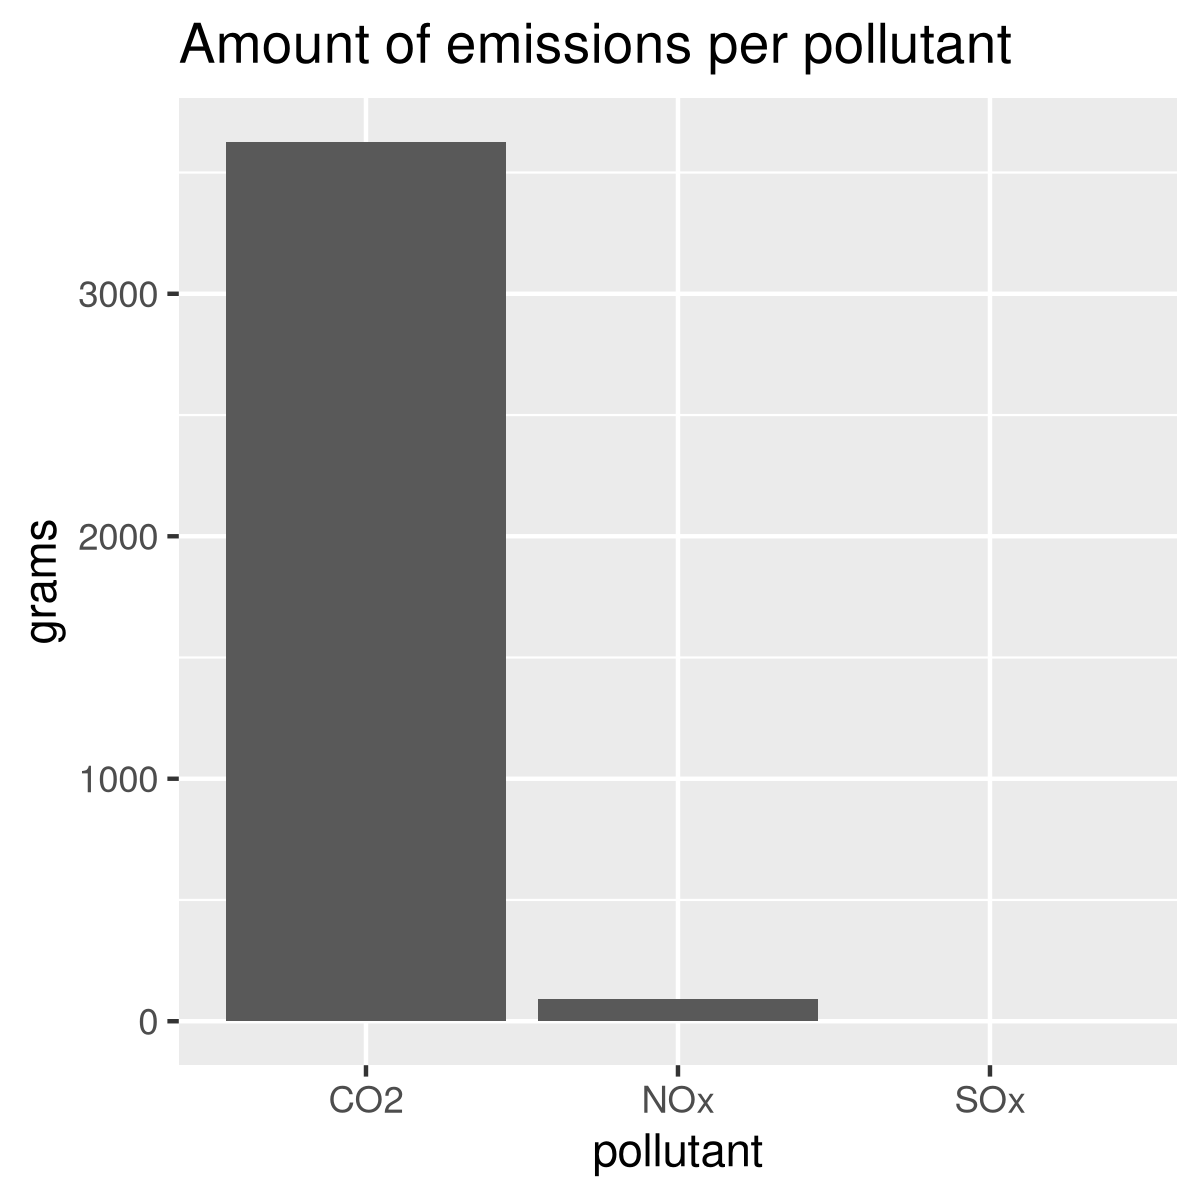 Amount of emissions per pollutant
grams
3000
2000
1000
0
CO2 NOx SOx
pollutant